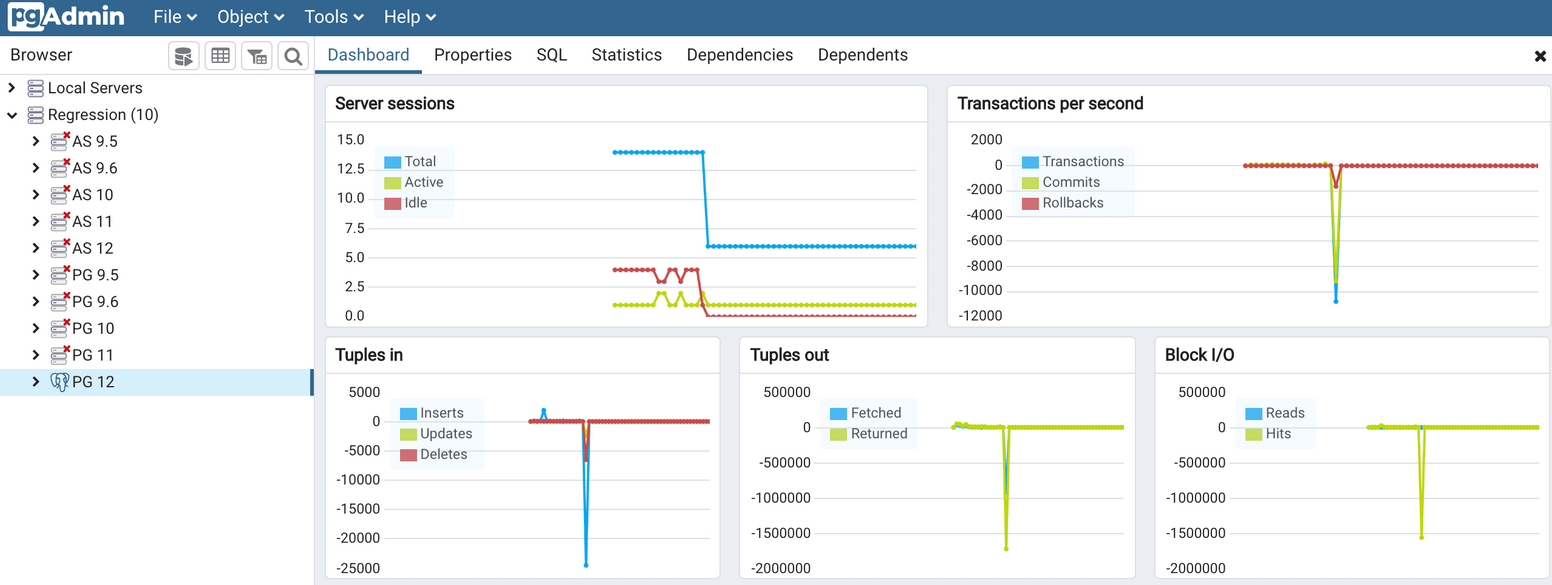 pgAdmin File Object Tools Help
Browser
Dashboard Properties SQL Statistics Dependencies Dependents
Local Servers
Regression (10)
AS 9.5
AS 9.6
AS 10
AS 11
AS 12
PG 9.5
PG 9.6
PG 10
PG 11
PG 12
Server sessions
15.0
12.5
10.0
7.5
5.0
2.5
0.0
Total
Active
Idle
Transactions per second
2000
0
-2000
-4000
-6000
-8000
-10000
-12000
Transactions
Commits
Rollbacks
Tuples in
5000
0
-5000
-10000
-15000
-20000
-25000
Inserts
Updates
Deletes
Tuples out
500000
0
-500000
-1000000
-1500000
-2000000
Fetched
Returned
Block I/O
500000
0
-500000
-1000000
-1500000
-2000000
Reads
Hits